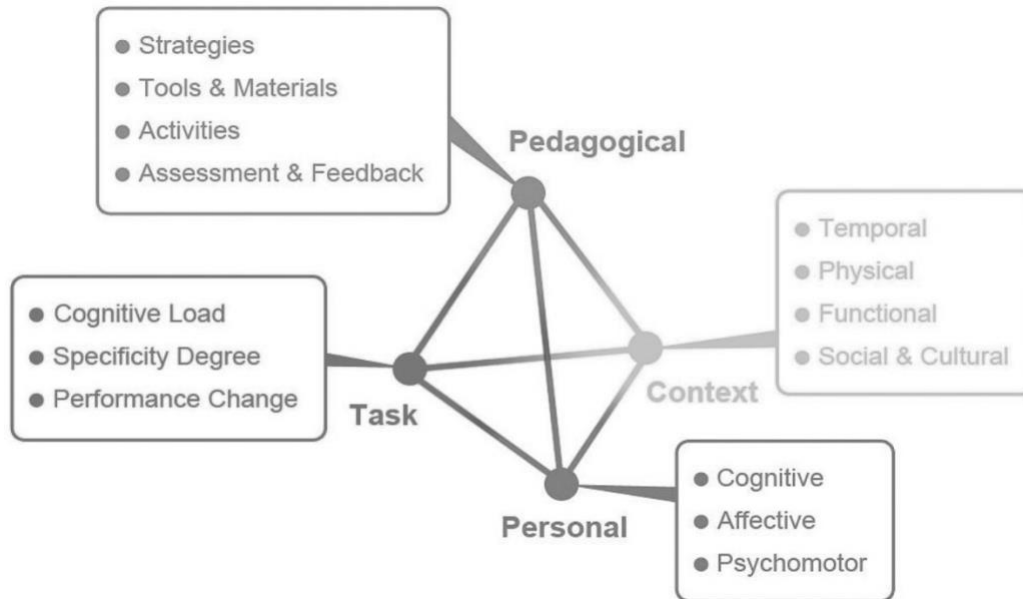 Strategies
Tools & Materials
Activities
Assessment & Feedback
Pedagogical
Temporal
Physical
Functional
Social & Cultural
Cognitive Load
Specificity Degree
Performance Change
Task
Context
Personal
Cognitive
Affective
Psychomotor